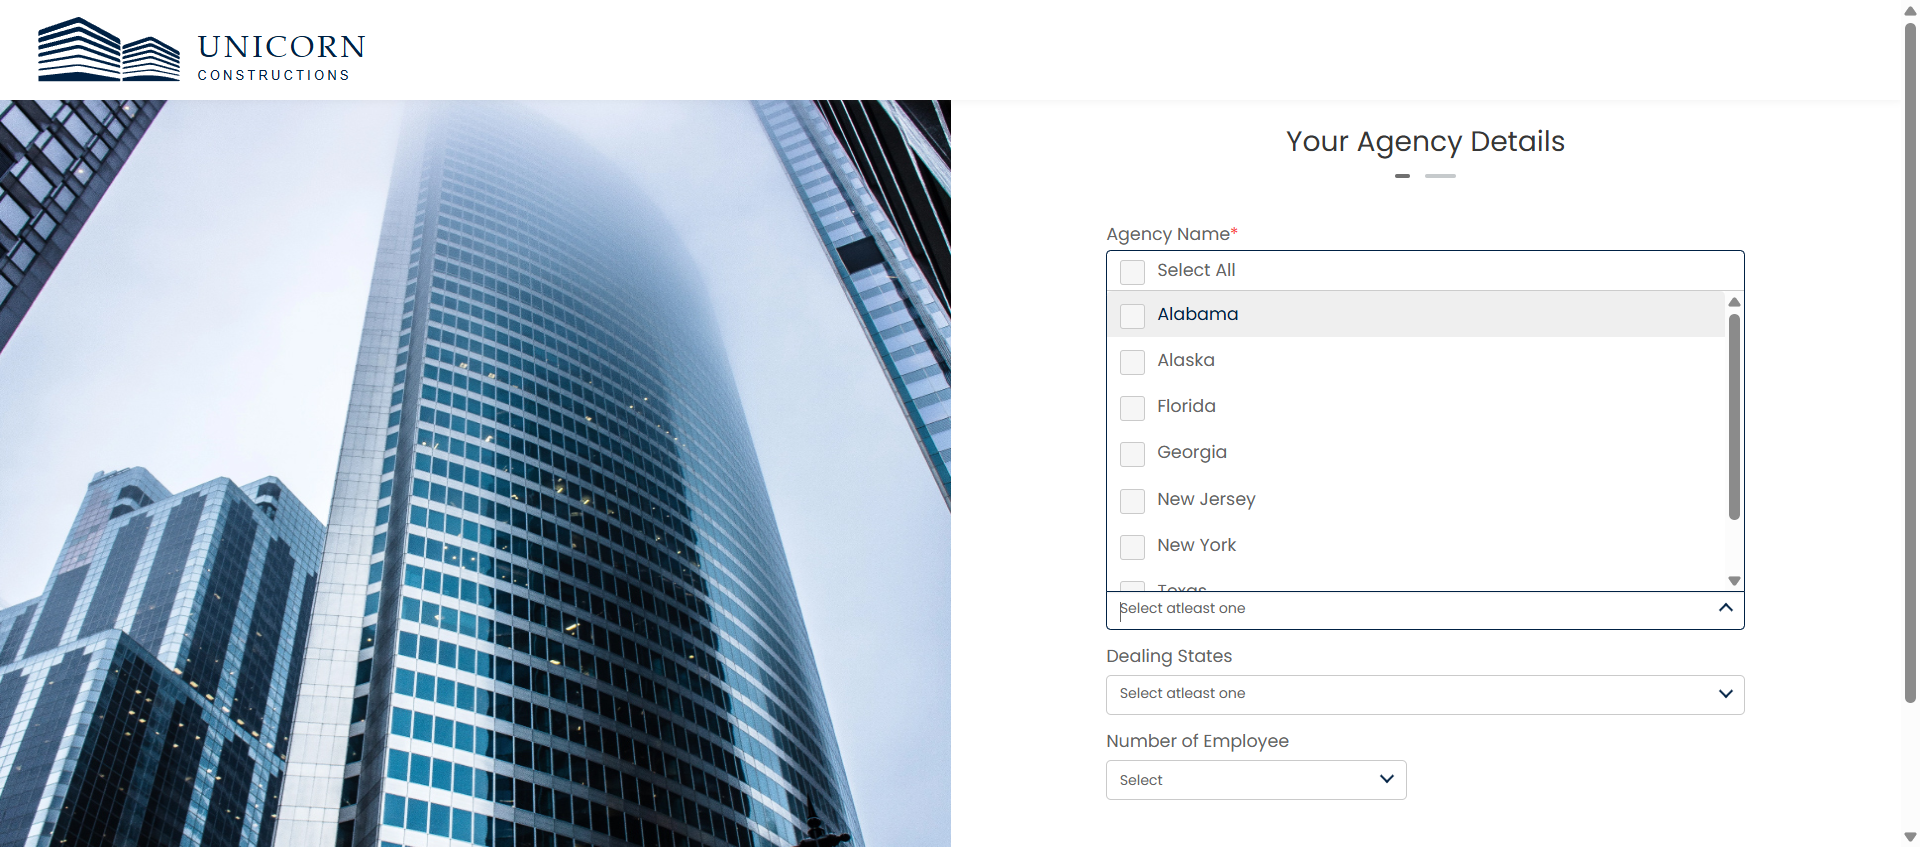 UNICORN
CONSTRUCTIONS
Your Agency Details
Agency Name*
Select All
Alabama
Alaska
Florida
Georgia
New Jersey
New York
Texas
Select atleast one
Dealing States
Select atleast one
Number of Employee
Select